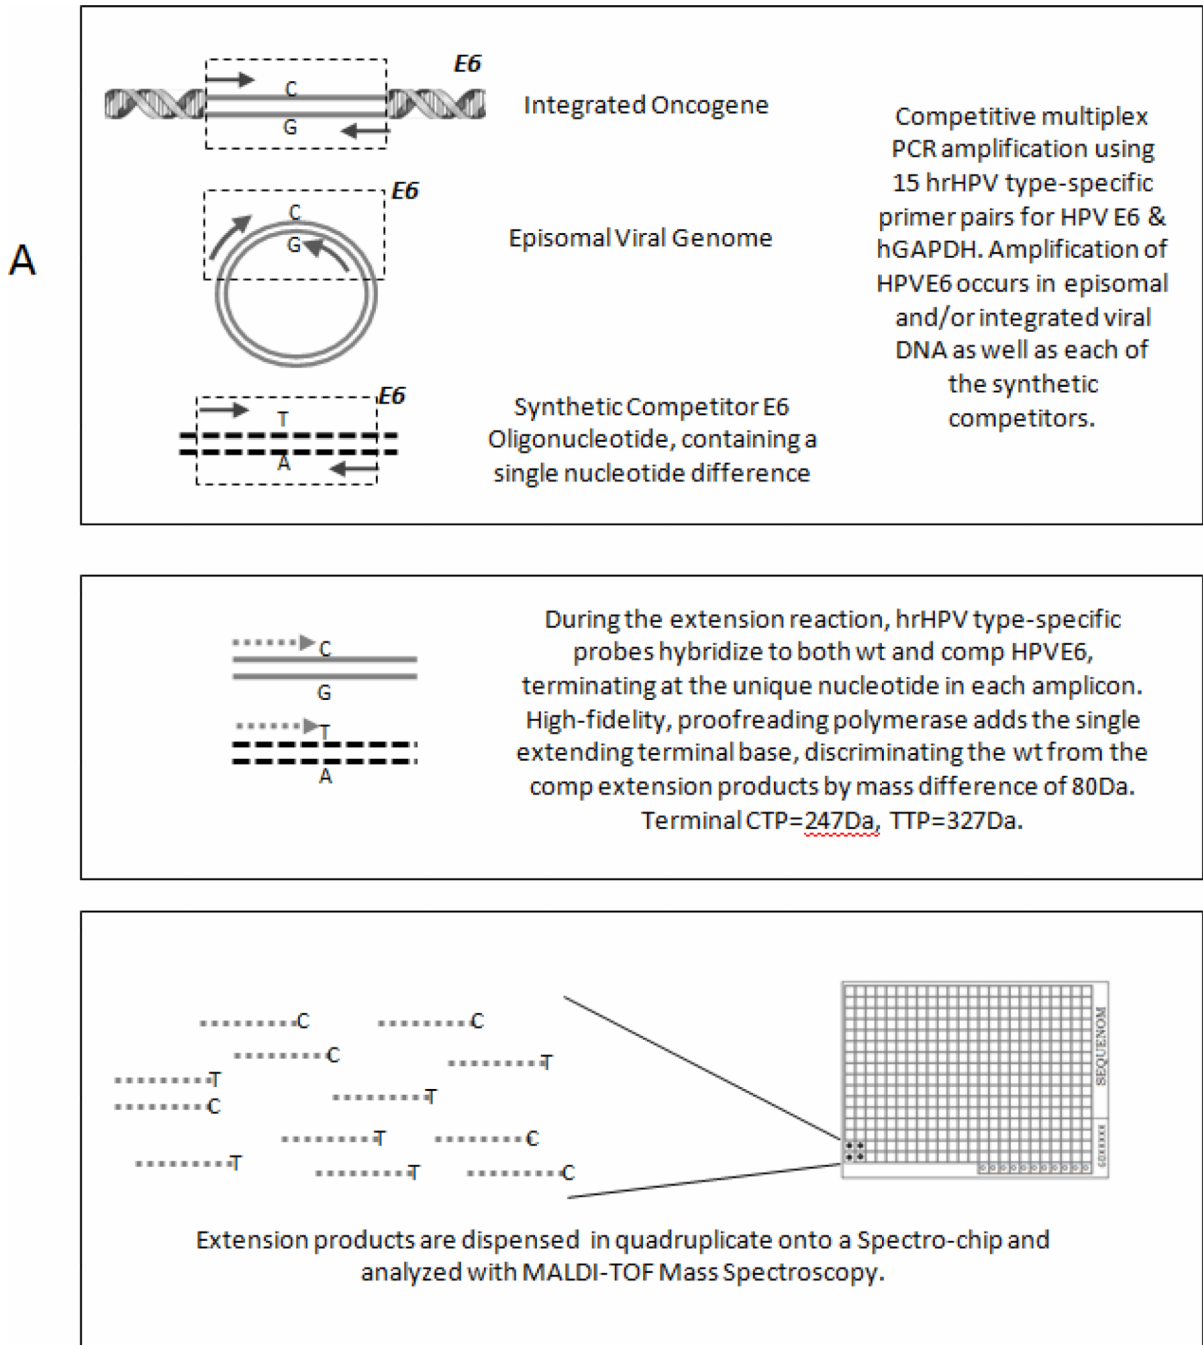 A
E6
C
G
Integrated Oncogene
E6
C
G
Episomal Viral Genome
E6
T
A
Synthetic Competitor E6
Oligonucleotide, containing a
single nucleotide difference
Competitive multiplex
PCR amplification using
15 hrHPV type-specific
primer pairs for HPV E6 &
hGAPDH. Amplification of
HPVE6 occurs in episomal
and/or integrated viral
DNA as well as each of
the synthetic
competitors.
C
G
T
A
During the extension reaction, hrHPV type-specific
probes hybridize to both wt and comp HPVE6,
terminating at the unique nucleotide in each amplicon.
High-fidelity, proofreading polymerase adds the single
extending terminal base, discriminating the wt from the
comp extension products by mass difference of 80Da.
Terminal CTP=247Da, TTP=327Da.
C
C
C
T
T
C
T
T
C
T
T
C
SEQUENOM
Extension products are dispensed in quadruplicate onto a Spectro-chip and
analyzed with MALDI-TOF Mass Spectroscopy.